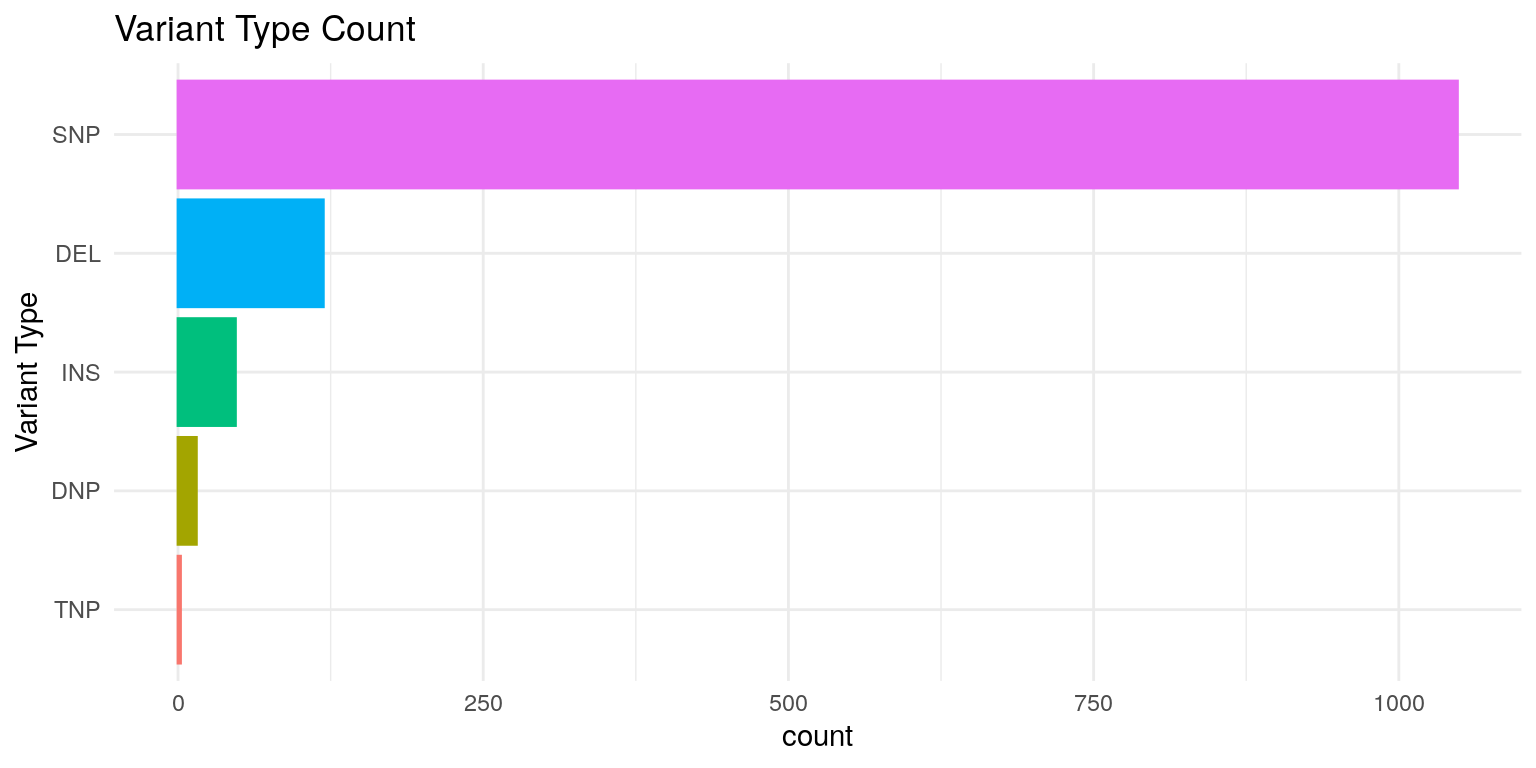 Variant Type Count
SNP
DEL
INS
DNP
TNP
Variant Type
0 250 500 750 1000
count